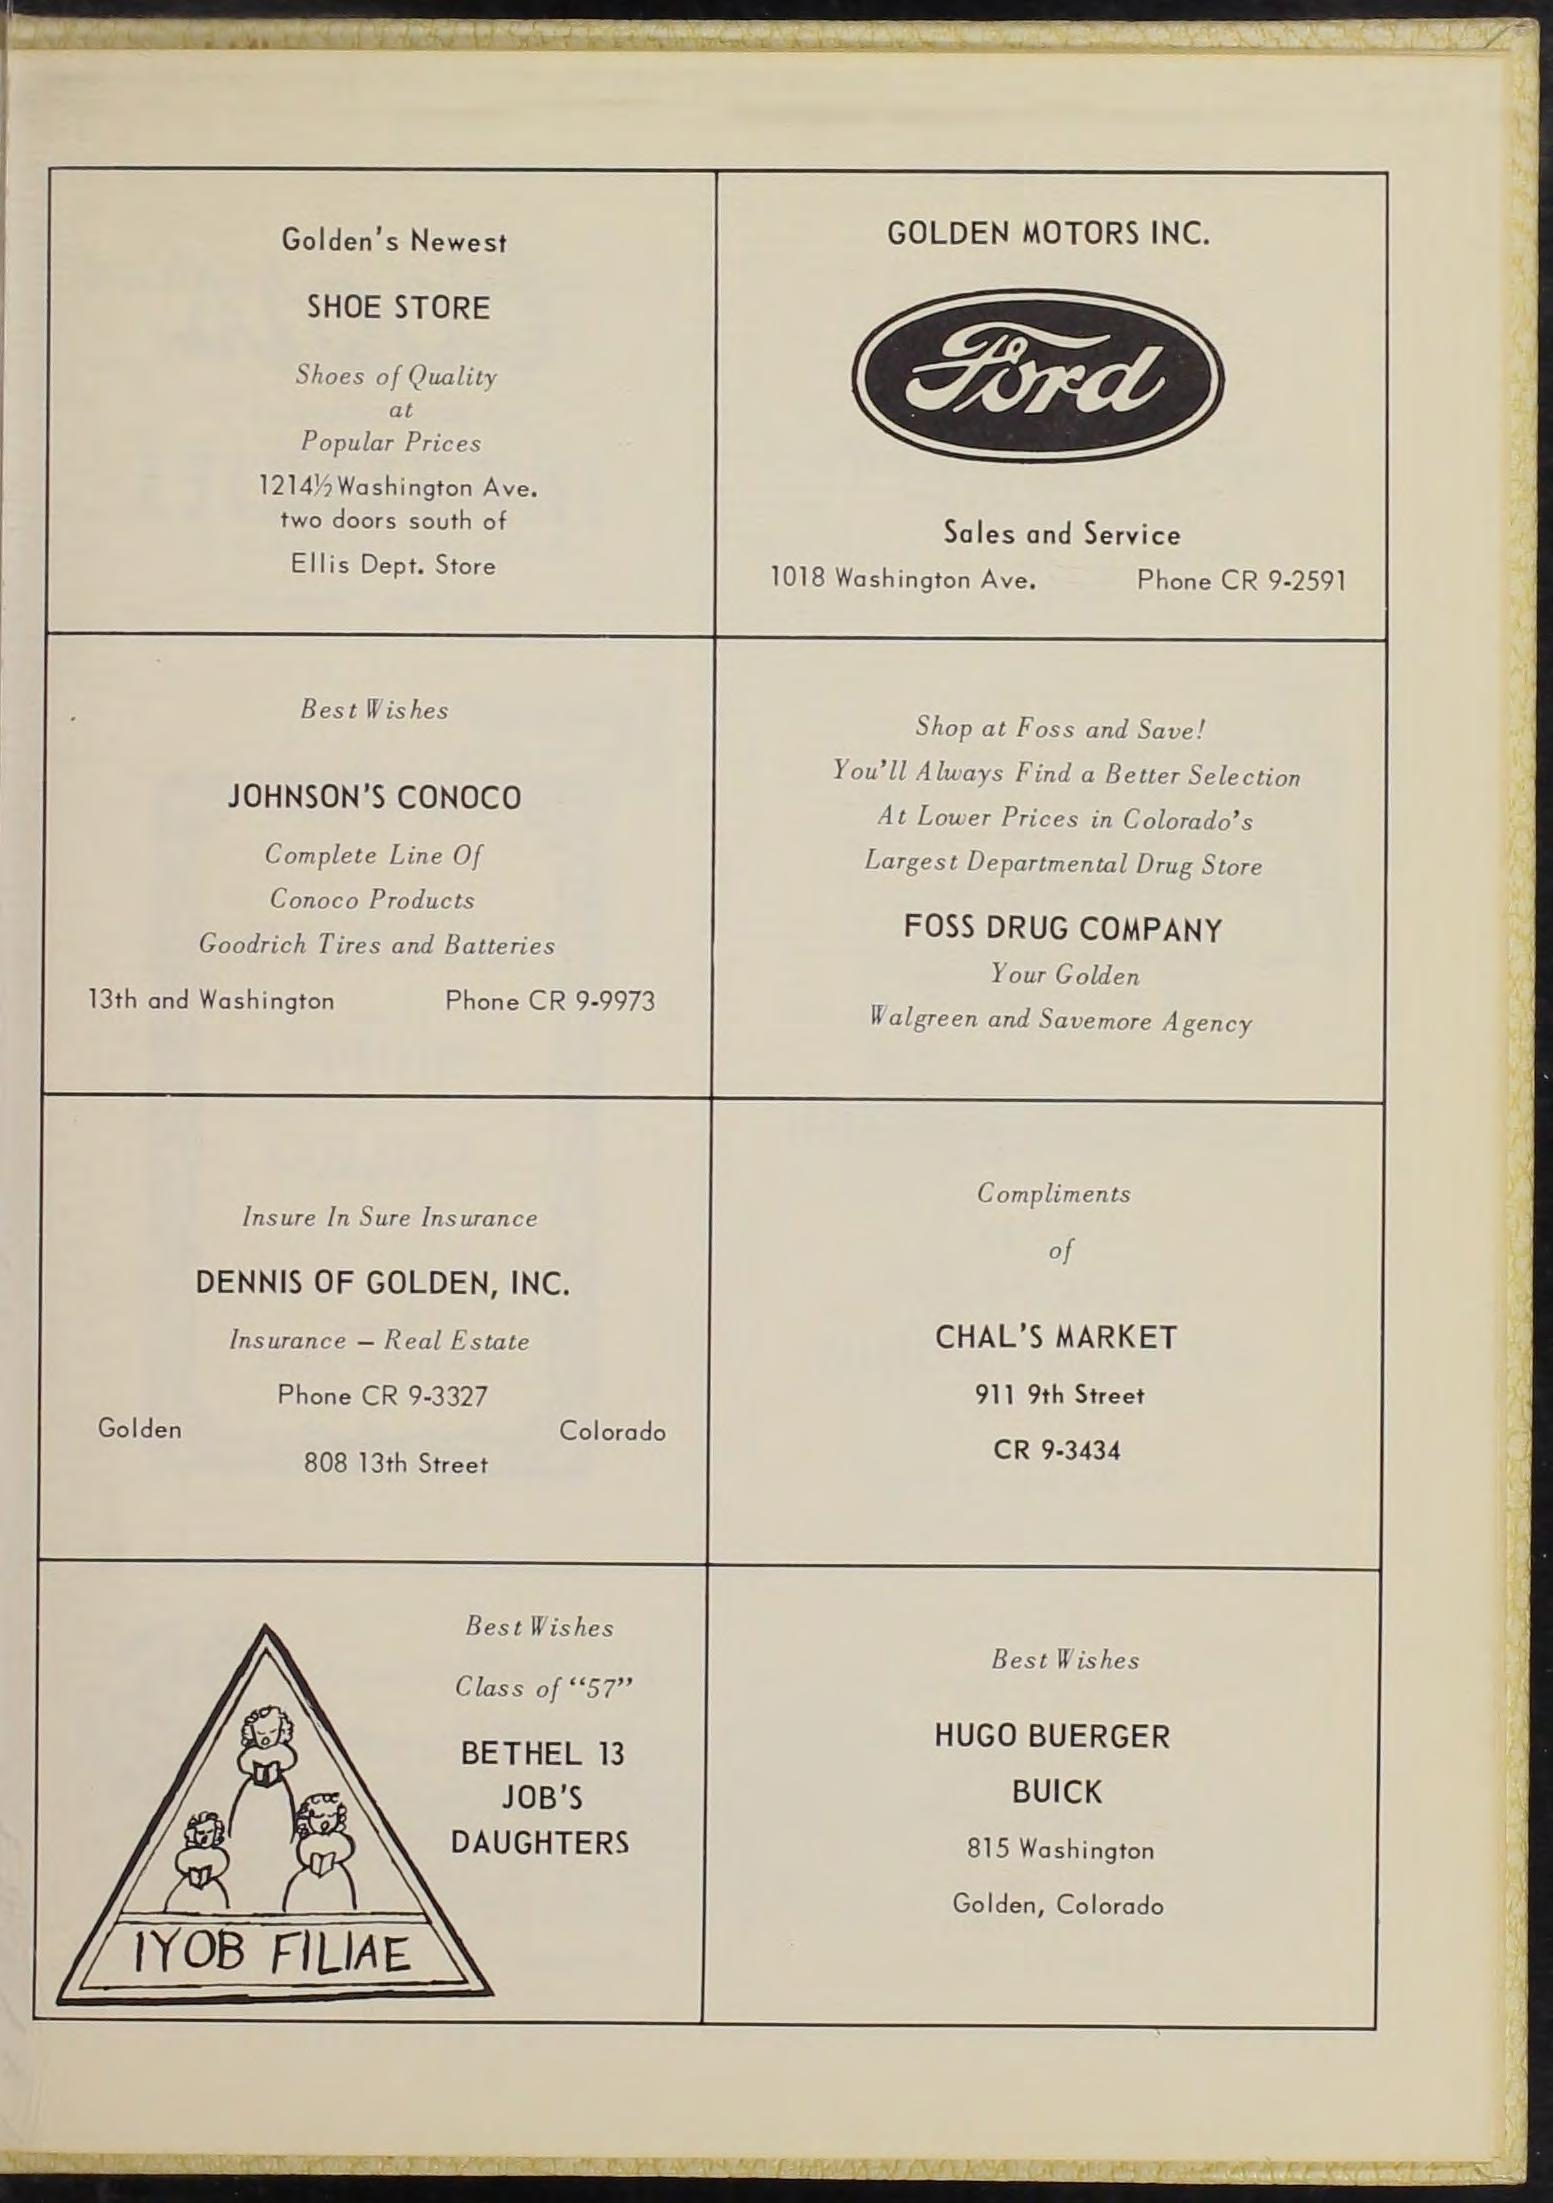 Golden's Newest
SHOE STORE
Shoes of Quality
at
Popular Prices
1214½ Washington Ave.
two doors south of
Ellis Dept. Store
GOLDEN MOTORS INC.
Ford
Sales and Service
1018 Washington Ave. Phone CR 9-2591
Best Wishes
JOHNSON'S CONOCO
Complete Line Of
Conoco Products
Goodrich Tires and Batteries
13th and Washington Phone CR 9-9973
Shop at Foss and Save!
You'll Always Find a Better Selection
At Lower Prices in Colorado's
Largest Departmental Drug Store
FOSS DRUG COMPANY
Your Golden
Walgreen and Savemore Agency
Insure In Sure Insurance
DENNIS OF GOLDEN, INC.
Insurance – Real Estate
Phone CR 9-3327
Golden Colorado
808 13th Street
Compliments
of
CHAL'S MARKET
911 9th Street
CR 9-3434
Best Wishes
Class of “57”
BETHEL 13
JOB'S
DAUGHTERS
IYOB FILIAE
Best Wishes
HUGO BUERGER
BUICK
815 Washington
Golden, Colorado